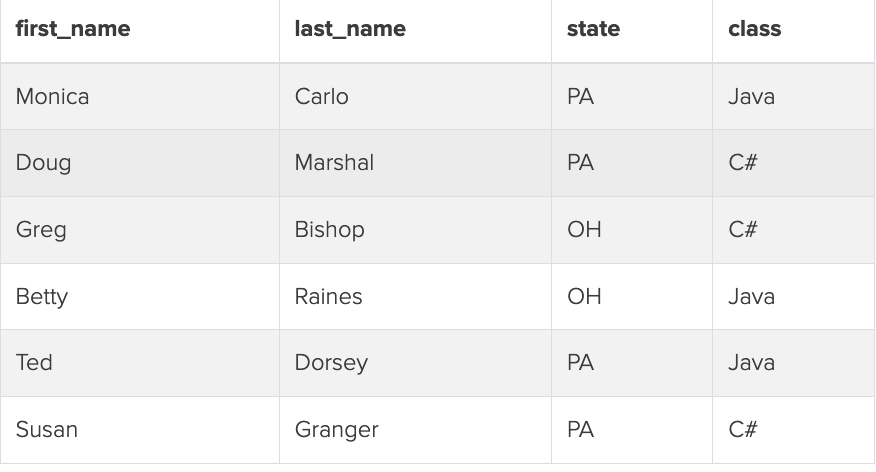 first_name last_name state class
Monica Carlo PA Java
Doug Marshal PA C#
Greg Bishop OH C#
Betty Raines OH Java
Ted Dorsey PA Java
Susan Granger PA C#